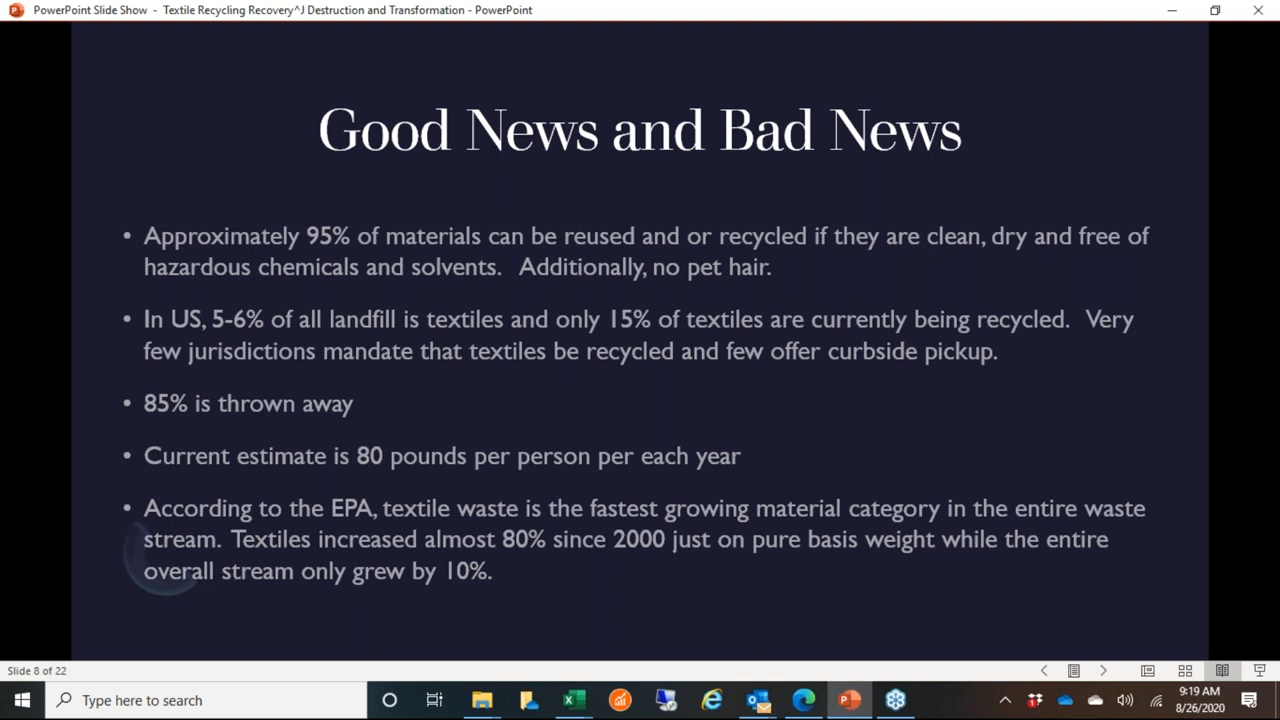 PowerPoint Slide Show - Textile Recycling Recovery^J Destruction and Transformation - PowerPoint
Good News and Bad News
• Approximately 95% of materials can be reused and or recycled if they are clean, dry and free of
hazardous chemicals and solvents. Additionally, no pet hair.
• In US, 5-6% of all landfill is textiles and only 15% of textiles are currently being recycled. Very
few jurisdictions mandate that textiles be recycled and few offer curbside pickup.
• 85% is thrown away
• Current estimate is 80 pounds per person per each year
• According to the EPA, textile waste is the fastest growing material category in the entire waste
stream. Textiles increased almost 80% since 2000 just on pure basis weight while the entire
overall stream only grew by 10%.
Slide 8 of 22
Type here to search
9:19 AM
8/26/2020